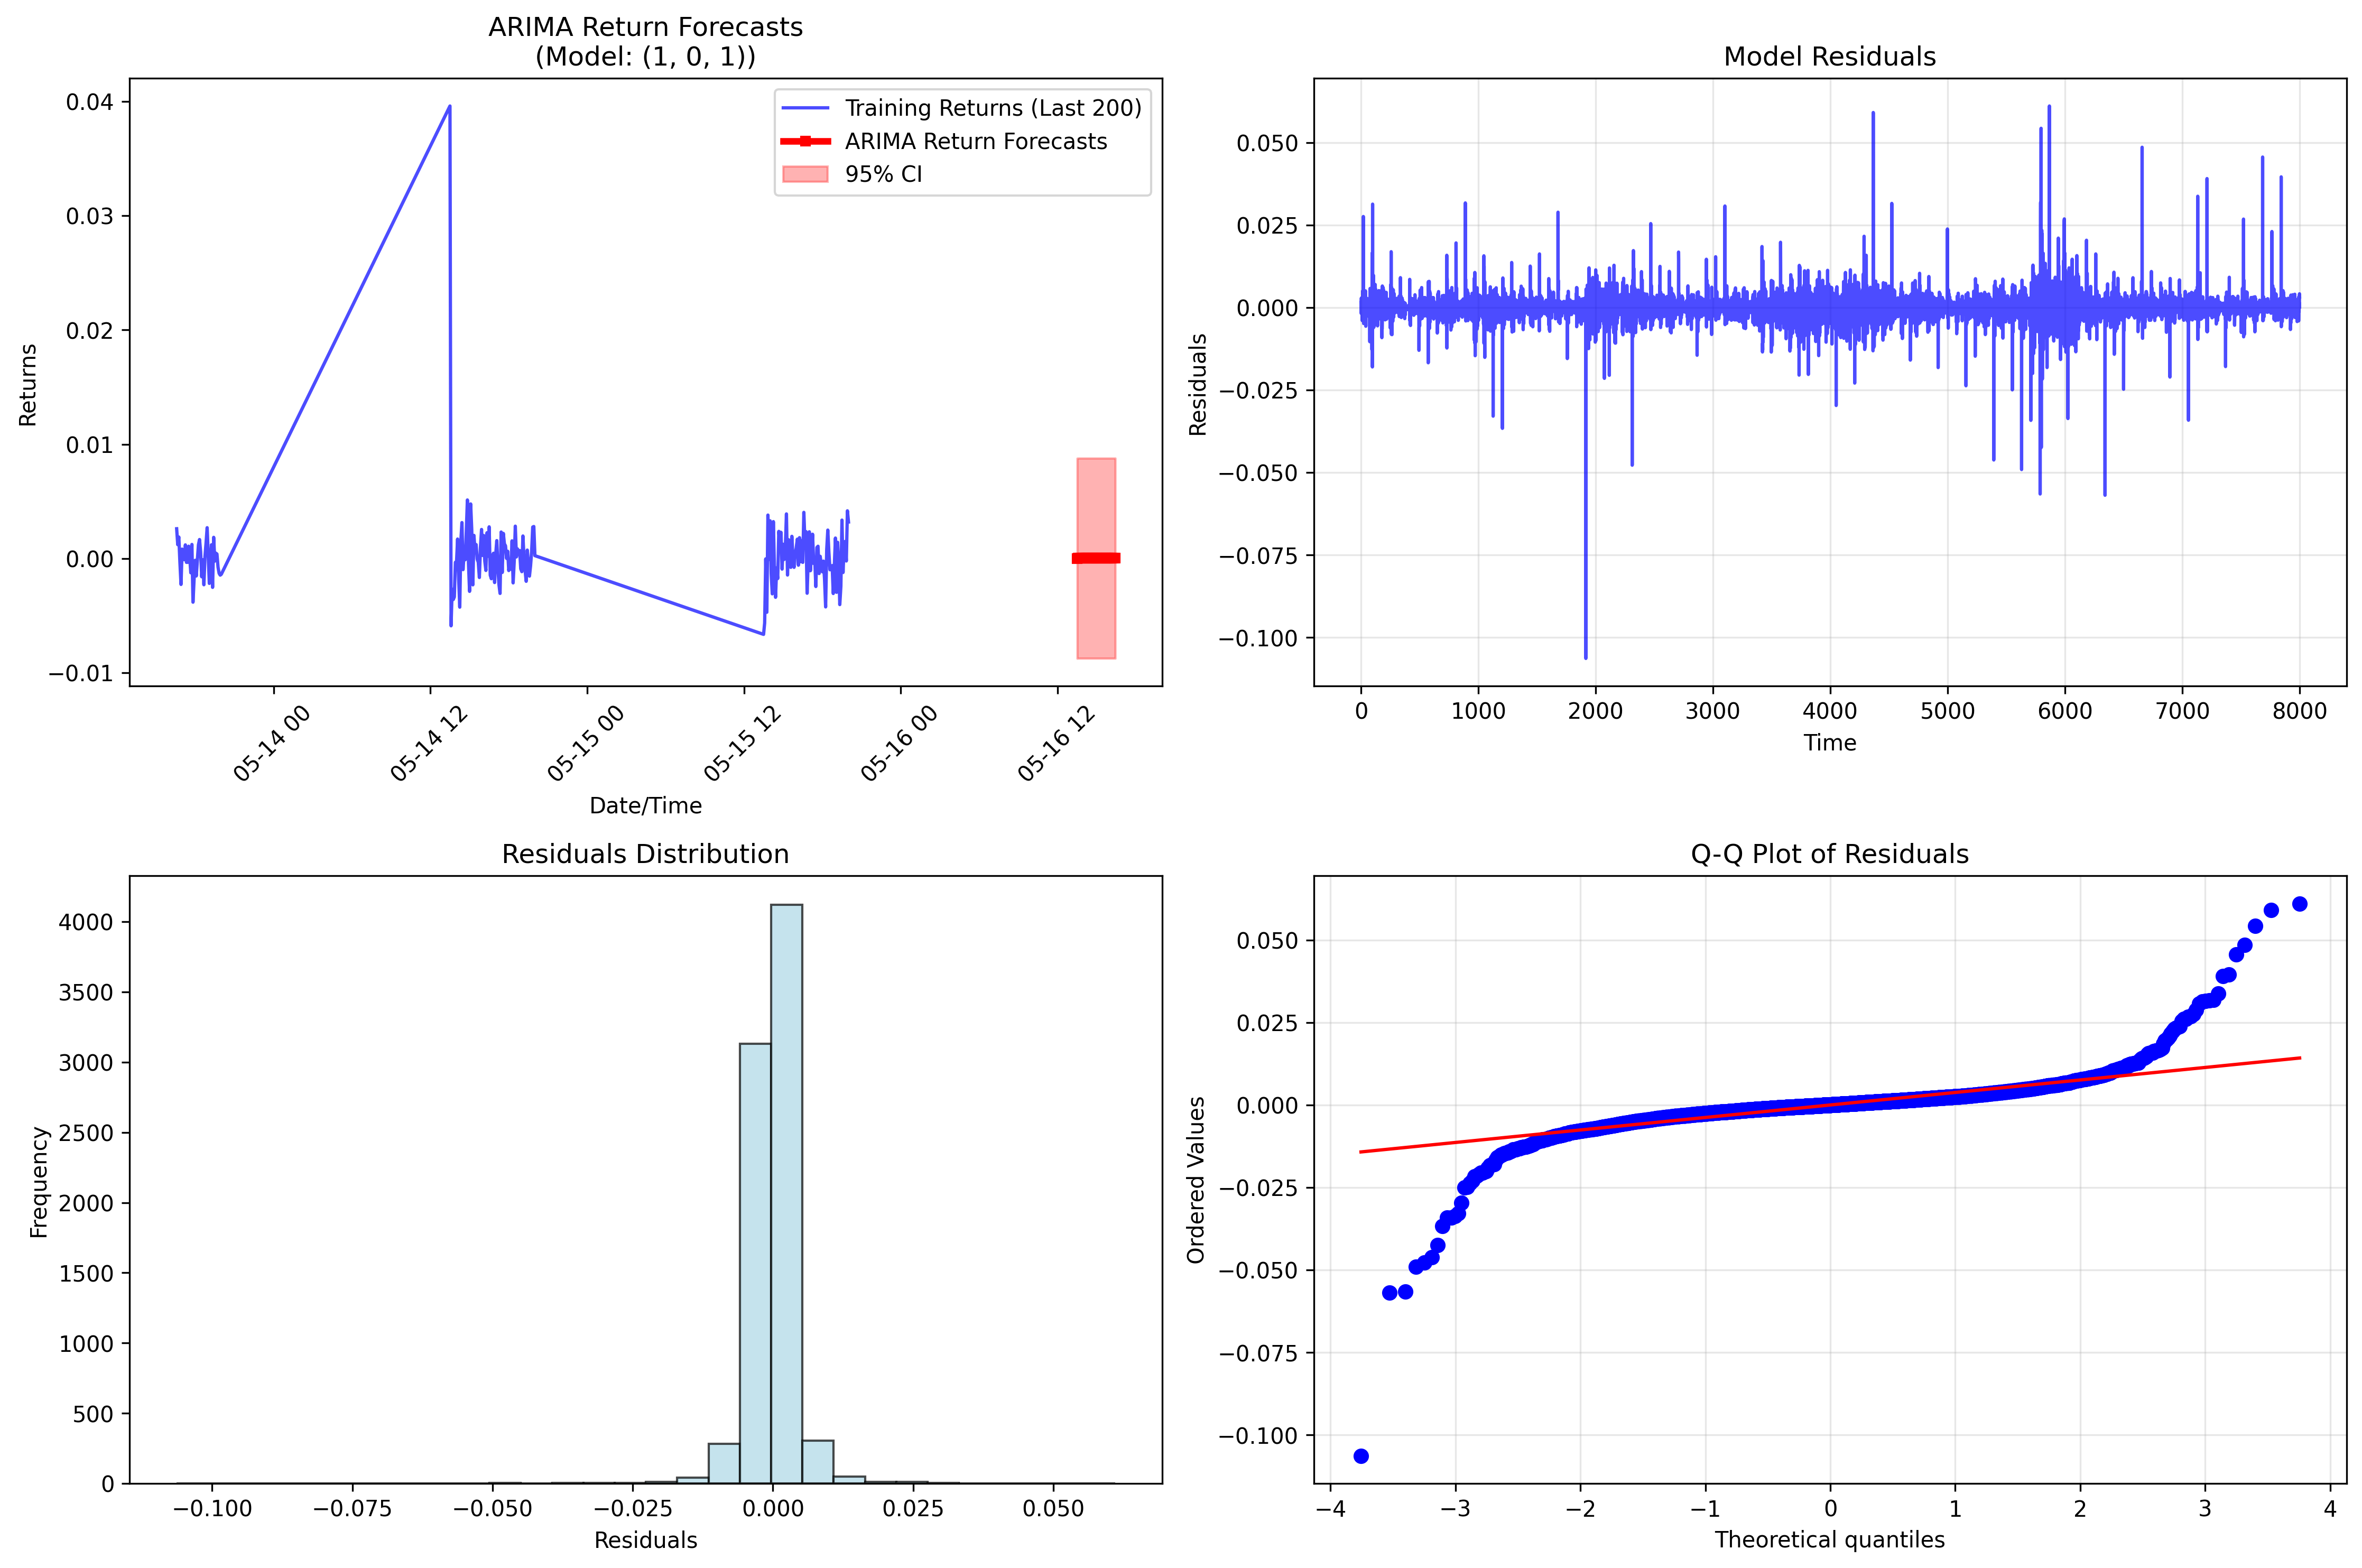 ARIMA Return Forecasts
(Model: (1, 0, 1))
Returns
0.04
0.03
0.02
0.01
0.00
−0.01
Training Returns (Last 200)
ARIMA Return Forecasts
95% CI
05-14 00
05-14 12
05-15 00
05-15 12
05-16 00
05-16 12
Date/Time
Model Residuals
Residuals
0.050
0.025
0.000
−0.025
−0.050
−0.075
−0.100
0 1000 2000 3000 4000 5000 6000 7000 8000
Time
Residuals Distribution
Frequency
4000
3500
3000
2500
2000
1500
1000
500
0
−0.100 −0.075 −0.050 −0.025 0.000 0.025 0.050
Residuals
Q-Q Plot of Residuals
Ordered Values
0.050
0.025
0.000
−0.025
−0.050
−0.075
−0.100
−4 −3 −2 −1 0 1 2 3 4
Theoretical quantiles